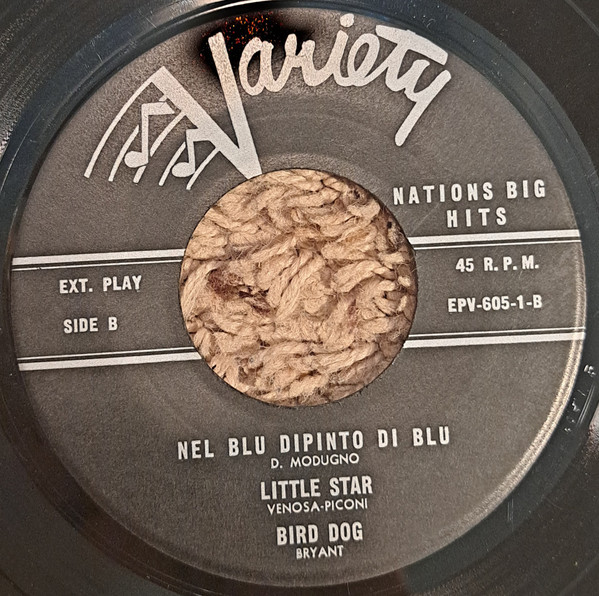 Variety
NATIONS BIG
HITS
EXT. PLAY
SIDE B
45 R.P.M.
EPV-605-1-B
NEL BLU DIPINTO DI BLU
D. MODUGNO
LITTLE STAR
VENOSA-PICONI
BIRD DOG
BRYANT